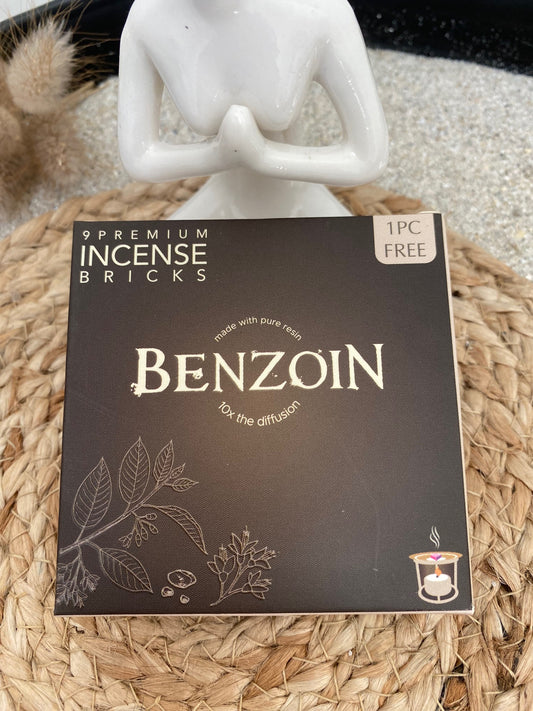 9 PREMIUM
INCENSE
BRICKS
1PC
FREE
made with pure resin
BENZOIN
10x the diffusion